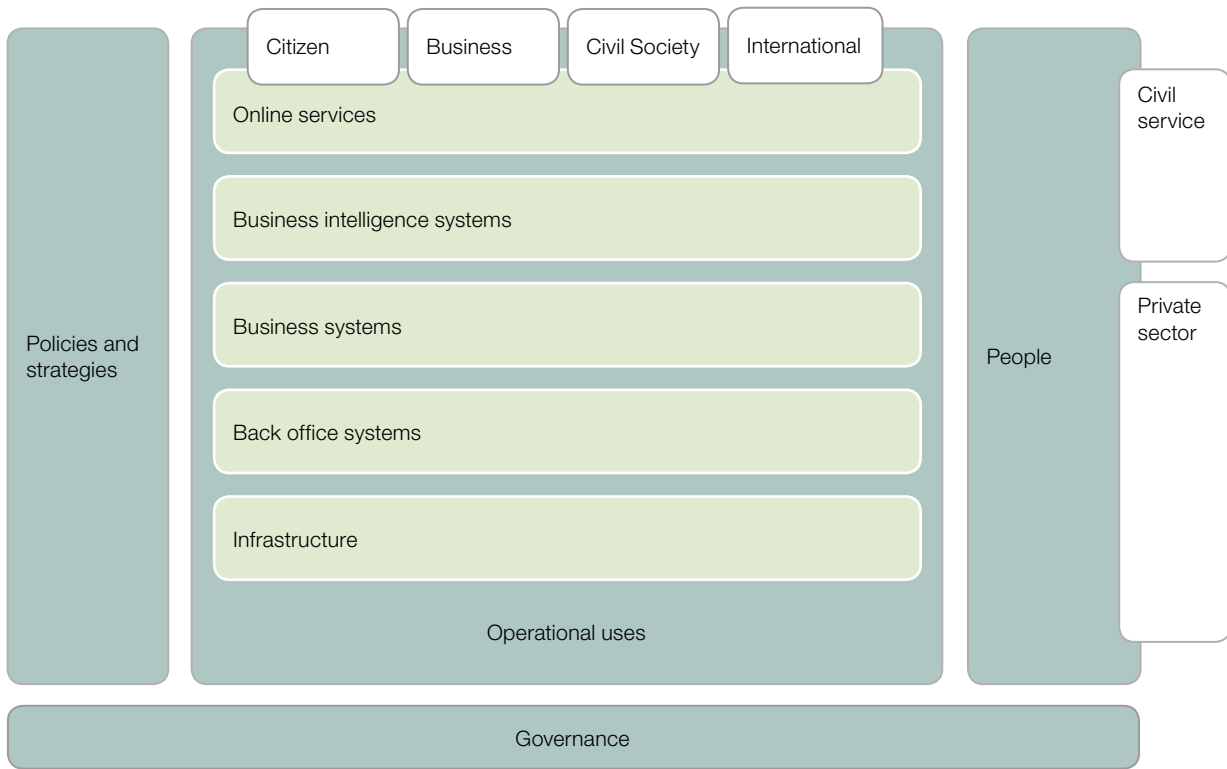 Citizen
Business
Civil Society
International
Policies and
strategies
Online services
Business intelligence systems
Business systems
Back office systems
Infrastructure
Operational uses
People
Civil
service
Private
sector
Governance